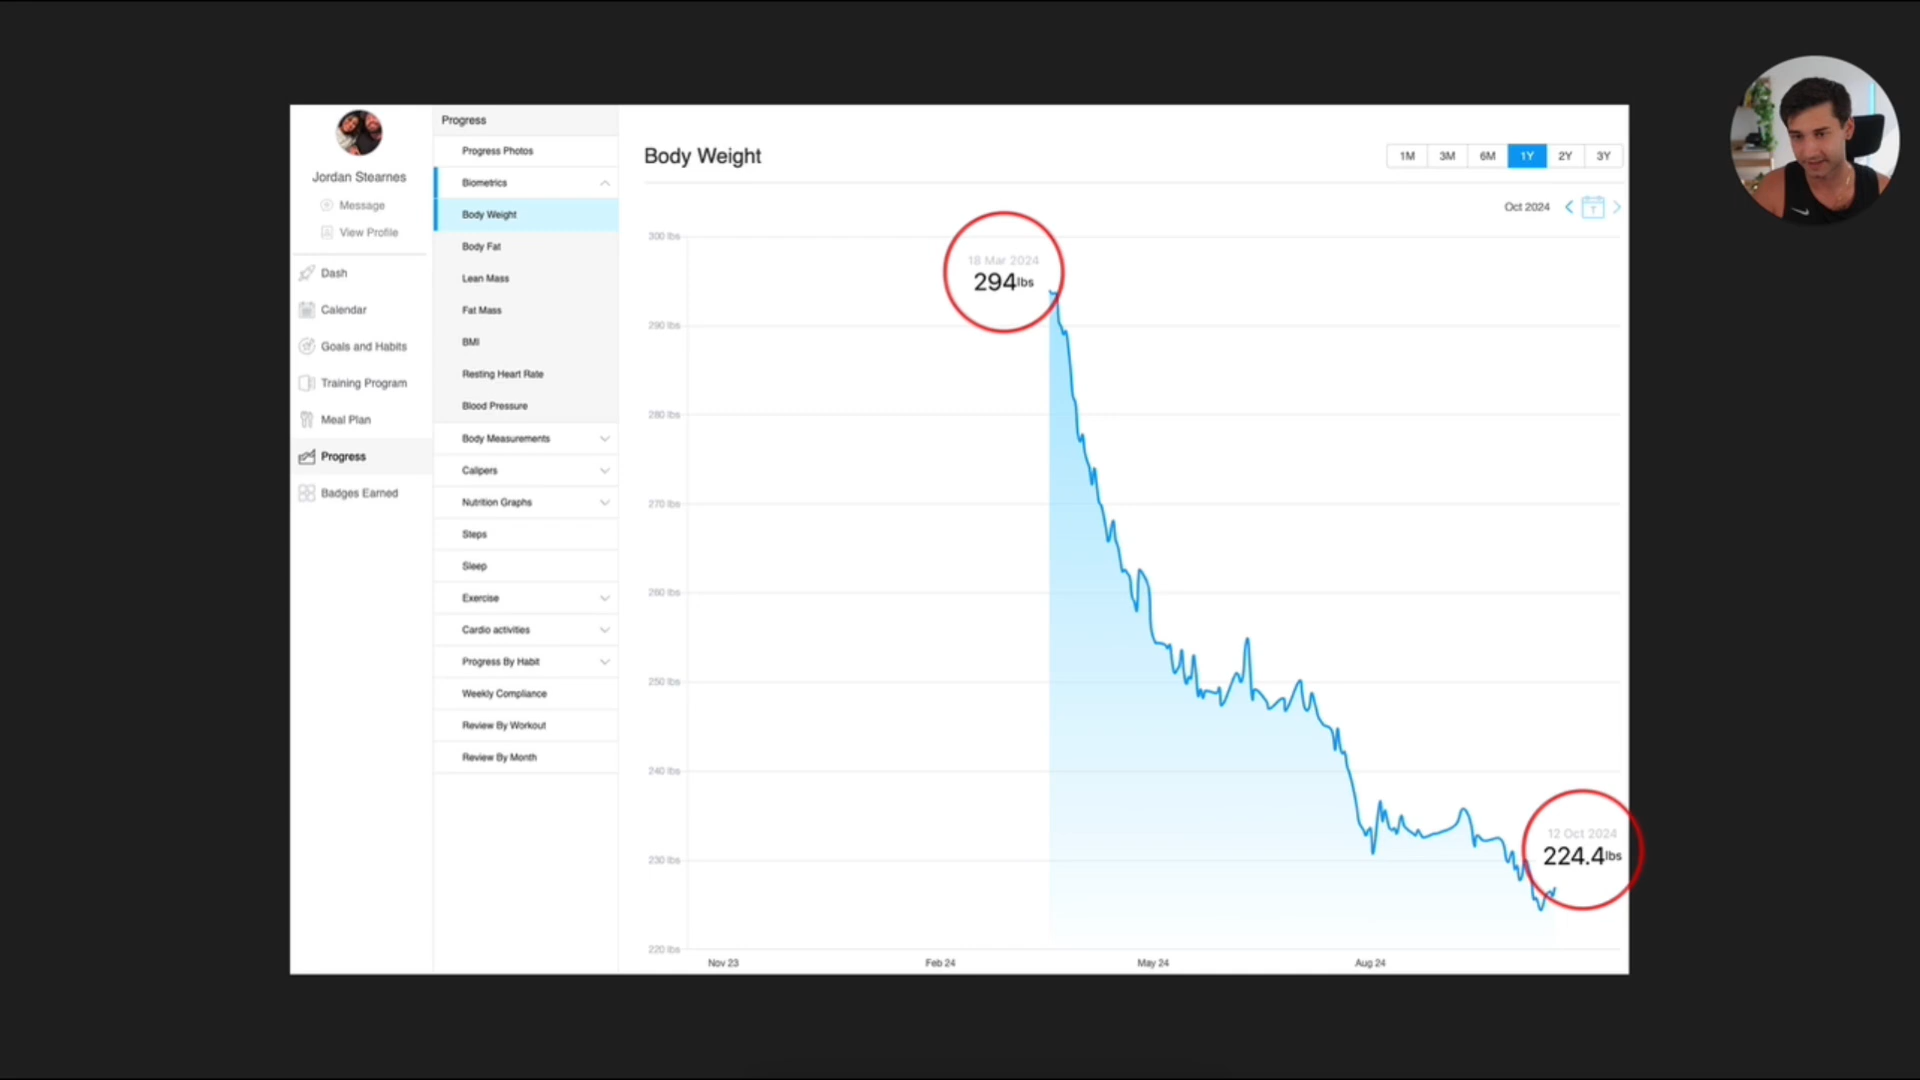 Jordan Stearnes
Message
View Profile
Dash
Calendar
Goals and Habits
Training Program
Meal Plan
Progress
Badges Earned
Progress
Progress Photos
Biometrics
Body Weight
Body Fat
Lean Mass
Fat Mass
BMI
Resting Heart Rate
Blood Pressure
Body Measurements
Calipers
Nutrition Graphs
Steps
Sleep
Exercise
Cardio activities
Progress By Habit
Weekly Compliance
Review By Workout
Review By Month
Body Weight
1M 3M 6M 1Y 2Y 3Y
Oct 2024 T
300 lbs
18 Mar 2024
294 lbs
290 lbs
280 lbs
270 lbs
260 lbs
250 lbs
240 lbs
12 Oct 2024
224.4 lbs
230 lbs
220 lbs
Nov 23 Feb 24 May 24 Aug 24